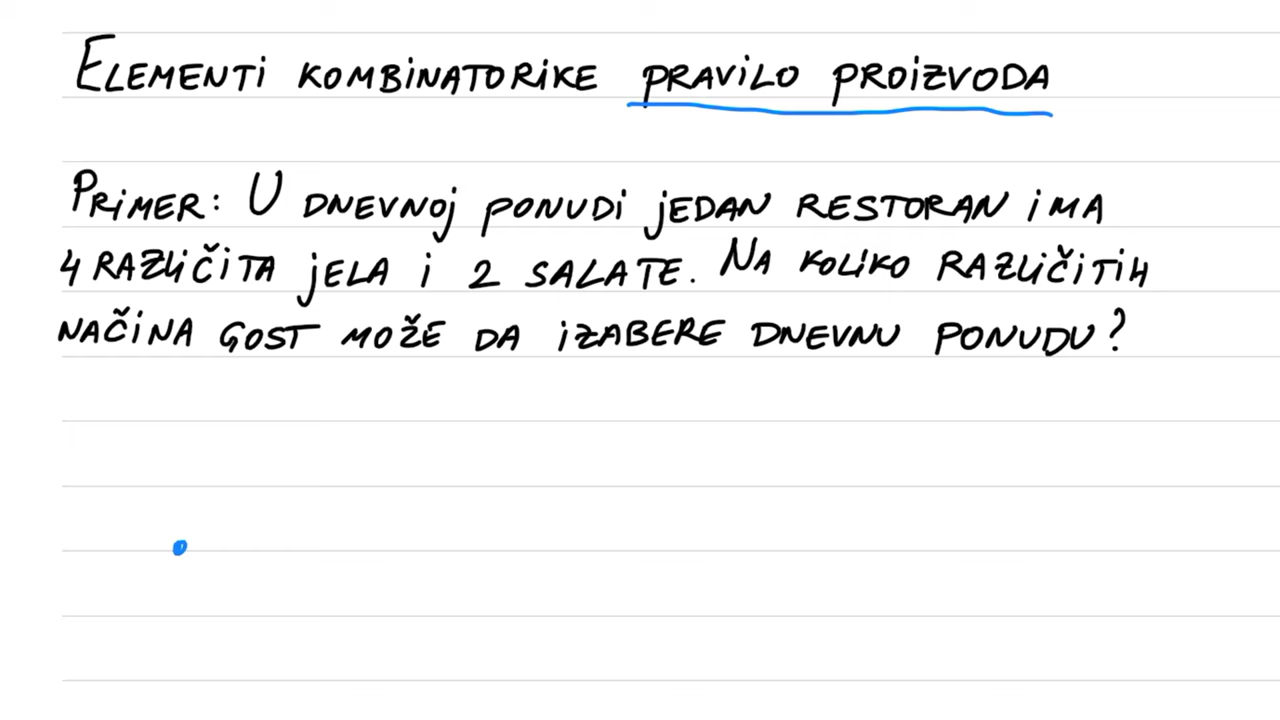 ELEMENTI KOMBINATORIKE PRAVILO PROIZVODA
PRIMER: U DNEVNOJ PONUDI JEDAN RESTORAN IMA
4 RAZLIČITA JELA I 2 SALATE. NA KOLIKO RAZLIČITIH
NAČINA GOST MOŽE DA IZABERE DNEVNU PONUDU?